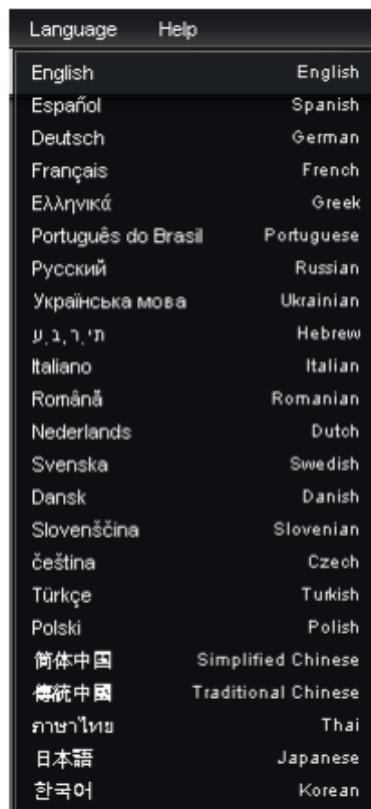 Language Help
English English
Español Spanish
Deutsch German
Français French
Ελληνικά Greek
Português do Brasil Portuguese
Русский Russian
Українська мова Ukrainian
תי,ר,ב,ע Hebrew
Italiano Italian
Română Romanian
Nederlands Dutch
Svenska Swedish
Dansk Danish
Slovenščina Slovenian
čeština Czech
Türkçe Turkish
Polski Polish
简体中国 Simplified Chinese
傳統中國 Traditional Chinese
ภาษาไทย Thai
日本語 Japanese
한국어 Korean